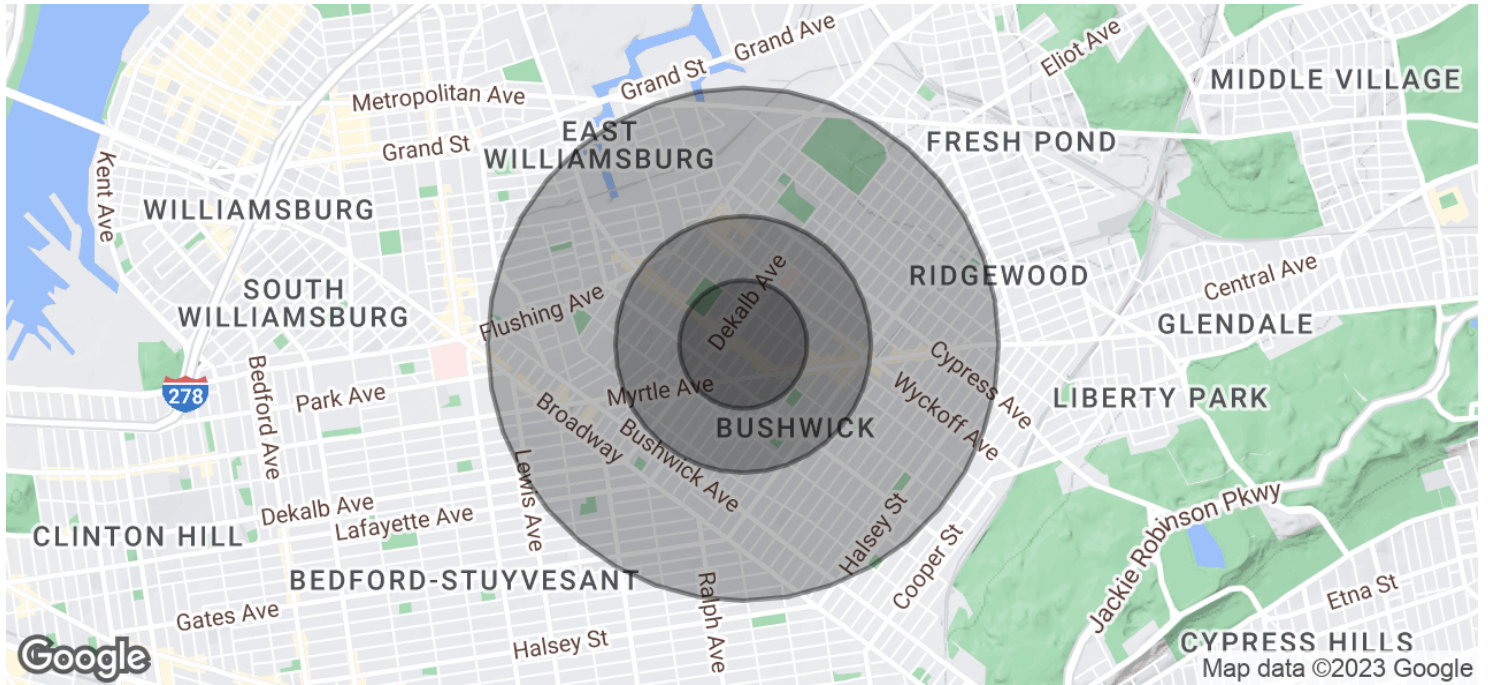 Grand Ave
Eliot Ave
MIDDLE VILLAGE
Grand St
Metropolitan Ave
EAST
WILLIAMSBURG
FRESH POND
Grand St
Kent Ave
WILLIAMSBURG
Central Ave
RIDGEWOOD
SOUTH
WILLIAMSBURG
Flushing Ave
Dekalb Ave
GLENDALE
278
Bedford Ave
Park Ave
Myrtle Ave
Cypress Ave
Wyckoff Ave
LIBERTY PARK
Broadway
Bushwick Ave
BUSHWICK
Lewis Ave
Dekalb Ave
Lafayette Ave
CLINTON HILL
Halsey St
Cooper St
Jackie Robinson Pkwy
BEDFORD-STUYVESANT
Ralph Ave
Etna St
Gates Ave
Halsey St
CYPRESS HILLS
Google
Map data ©2023 Google